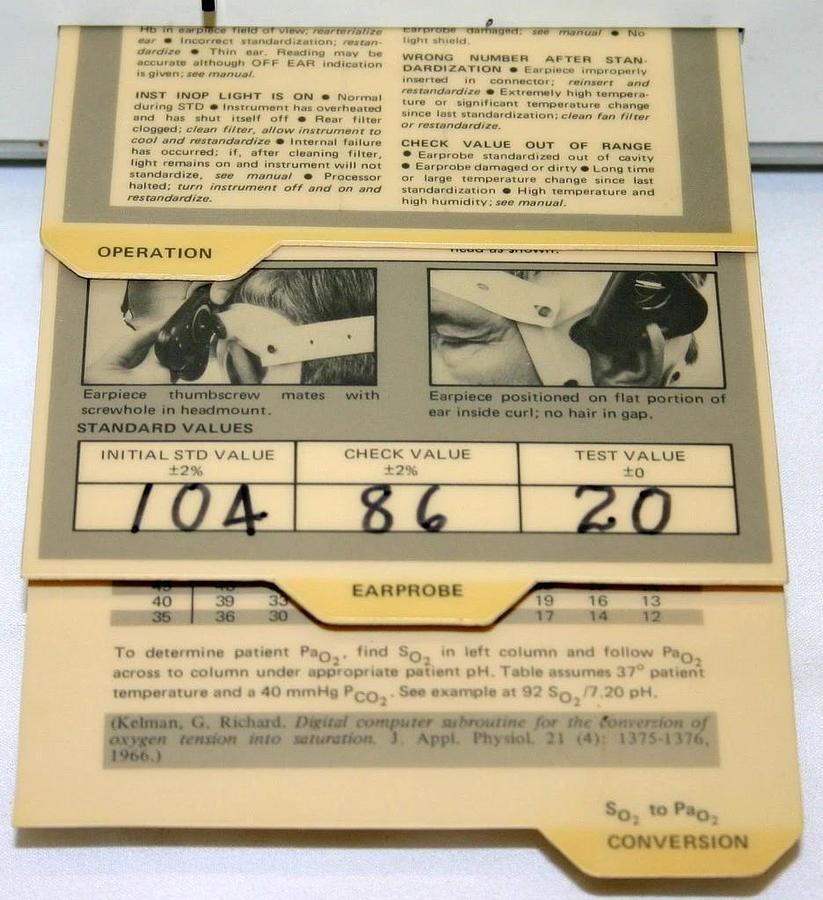 Hb in earpiece field of view; rearterialize
ear ● Incorrect standardization; restan-
dardize ● Thin ear. Reading may be
accurate although OFF EAR indication
is given; see manual.
INST INOP LIGHT IS ON ● Normal
during STD ● Instrument has overheated
and has shut itself off ● Rear filter
clogged; clean filter, allow instrument to
cool and restandardize ● Internal failure
has occurred; if, after cleaning filter,
light remains on and instrument will not
standardize, see manual ● Processor
halted; turn instrument off and on and
restandardize.
Earprobe damaged; see manual ● No
light shield.
WRONG NUMBER AFTER STAN-
DARDIZATION ● Earpiece improperly
inserted in connector; reinsert and
restandardize ● Extremely high tempera-
ture or significant temperature change
since last standardization; clean fan filter
or restandardize.
CHECK VALUE OUT OF RANGE
● Earprobe standardized out of cavity
● Earprobe damaged or dirty ● Long time
or large temperature change since last
standardization ● High temperature and
high humidity; see manual.
OPERATION
head as shown.
Earpiece thumbscrew mates with
screwhole in headmount.
Earpiece positioned on flat portion of
ear inside curl; no hair in gap.
STANDARD VALUES
INITIAL STD VALUE CHECK VALUE TEST VALUE
±2% ±2% ±0
104 86 20
EARPROBE
40 39 33 19 16 13
35 36 30 17 14 12
To determine patient PaO2, find SO2 in left column and follow PaO2
across to column under appropriate patient pH. Table assumes 37° patient
temperature and a 40 mmHg PCO2. See example at 92 SO2/7.20 pH.
(Kelman, G. Richard. Digital computer subroutine for the conversion of
oxygen tension into saturation. J. Appl. Physiol. 21 (4): 1375-1376,
1966.)
SO2 to PaO2
CONVERSION